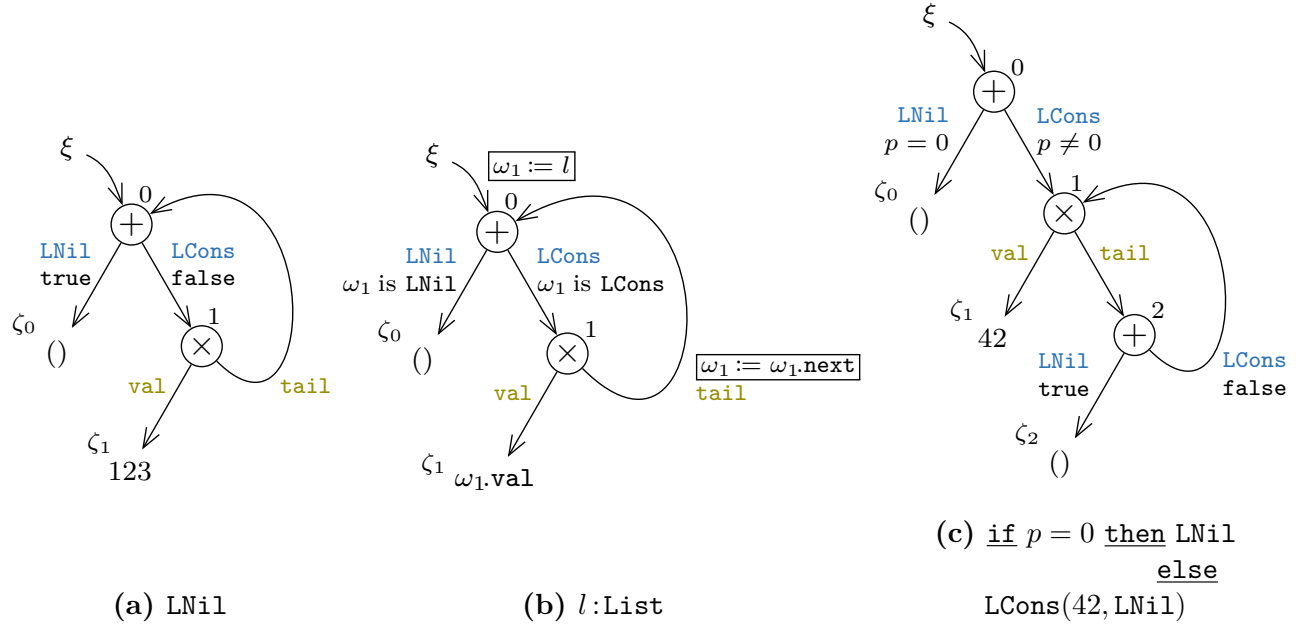 ξ
0
+
LNil LCons
true false
ζ₀
()
1
×
val tail
ζ₁
123
(a) LNil
ξ
ω₁ := l
0
+
LNil LCons
ω₁ is LNil ω₁ is LCons
ζ₀
()
1
×
ω₁ := ω₁.next
val tail
ζ₁
ω₁.val
(b) l : List
ξ
0
+
LNil LCons
p = 0 p ≠ 0
ζ₀
()
1
×
val tail
ζ₁
42
2
+
LNil LCons
true false
ζ₂
()
(c) if p = 0 then LNil
else
LCons(42, LNil)